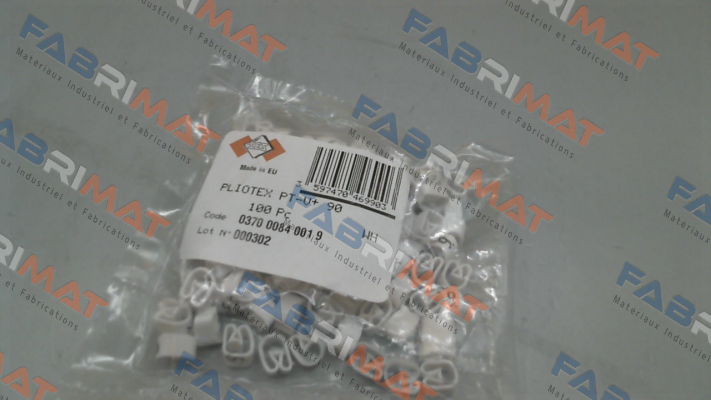 FABRIMAT
Materiaux Industriel et Fabrications
Made in EU
3 597470 469903
PLIOTEX PT-V+ 90
100 Pc
WH
Code 0370 0084 001 9
Lot N° 000302